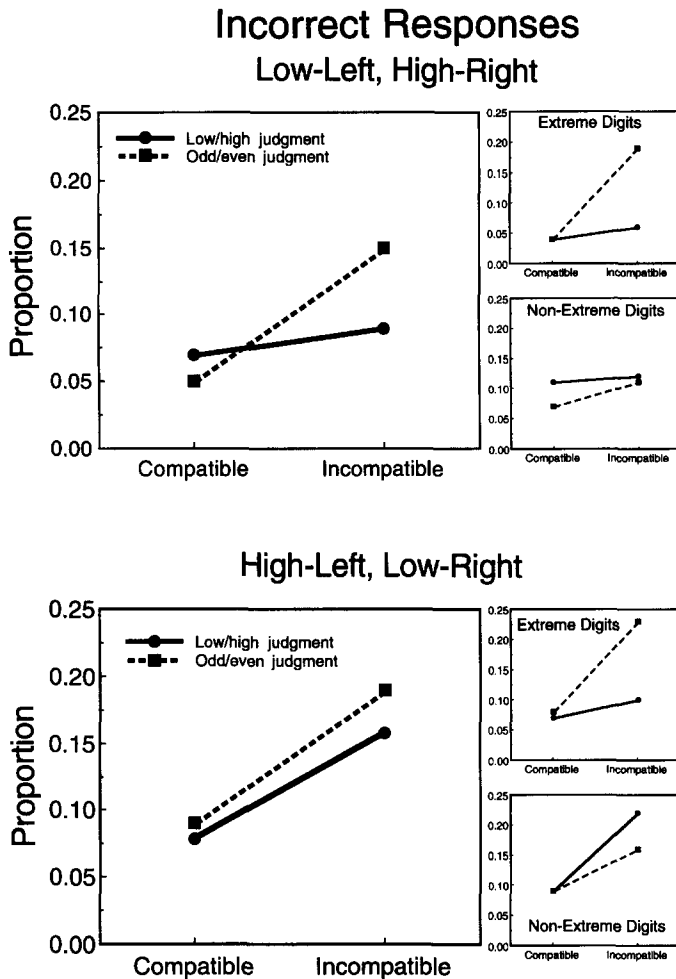 Incorrect Responses
Low-Left, High-Right
0.25
0.20
0.15
0.10
0.05
0.00
Proportion
Low/high judgment
Odd/even judgment
Compatible
Incompatible
0.25
0.20
0.15
0.10
0.05
0.00
Extreme Digits
Compatible
Incompatible
0.25
0.20
0.15
0.10
0.05
0.00
Non-Extreme Digits
Compatible
Incompatible
High-Left, Low-Right
0.25
0.20
0.15
0.10
0.05
0.00
Proportion
Low/high judgment
Odd/even judgment
Compatible
Incompatible
0.25
0.20
0.15
0.10
0.05
0.00
Extreme Digits
Compatible
Incompatible
0.25
0.20
0.15
0.10
0.05
0.00
Non-Extreme Digits
Compatible
Incompatible